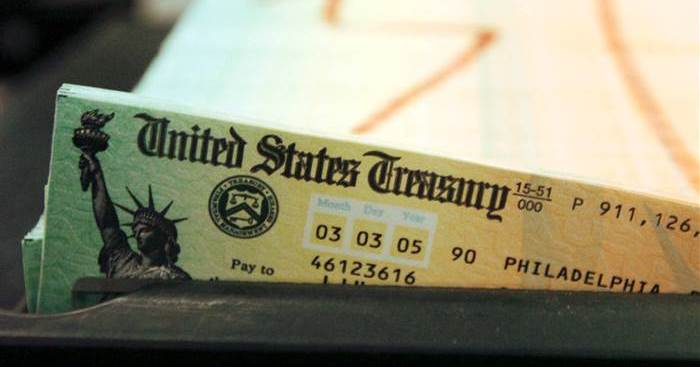 United States Treasury 15-51
000
P 911,126,
Month Day Year
03 03 05
90 PHILADELPHIA
Pay to 46123616